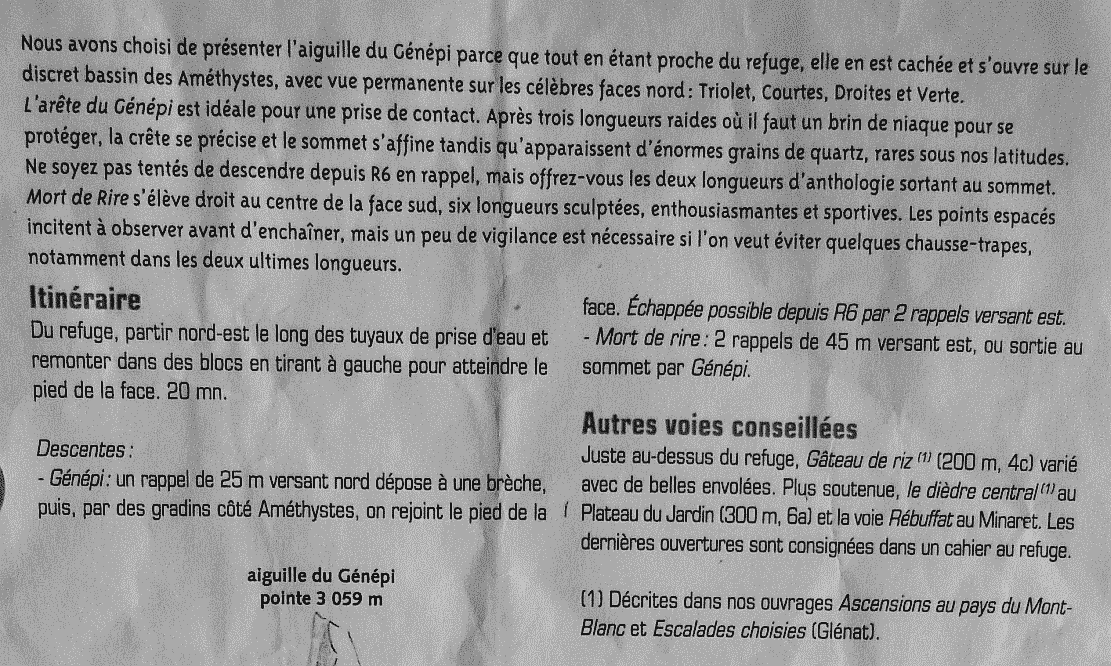 Nous avons choisi de présenter l'aiguille du Génépi parce que tout en étant proche du refuge, elle en est cachée et s'ouvre sur le
discret bassin des Améthystes, avec vue permanente sur les célèbres faces nord : Triolet, Courtes, Droites et Verte.
L'arête du Génépi est idéale pour une prise de contact. Après trois longueurs raides où il faut un brin de niaque pour se
protéger, la crête se précise et le sommet s'affine tandis qu'apparaissent d'énormes grains de quartz, rares sous nos latitudes.
Ne soyez pas tentés de descendre depuis R6 en rappel, mais offrez-vous les deux longueurs d'anthologie sortant au sommet.
Mort de Rire s'élève droit au centre de la face sud, six longueurs sculptées, enthousiasmantes et sportives. Les points espacés
incitent à observer avant d'enchaîner, mais un peu de vigilance est nécessaire si l'on veut éviter quelques chausse-trapes,
notamment dans les deux ultimes longueurs.
Itinéraire
Du refuge, partir nord-est le long des tuyaux de prise d'eau et
remonter dans des blocs en tirant à gauche pour atteindre le
pied de la face. 20 mn.
Descentes :
- Génépi : un rappel de 25 m versant nord dépose à une brèche,
puis, par des gradins côté Améthystes, on rejoint le pied de la
face. Échappée possible depuis R6 par 2 rappels versant est.
- Mort de rire : 2 rappels de 45 m versant est, ou sortie au
sommet par Génépi.
Autres voies conseillées
Juste au-dessus du refuge, Gâteau de riz (1) (200 m, 4c) varié
avec de belles envolées. Plus soutenue, le dièdre central (1) au
Plateau du Jardin (300 m, 6a) et la voie Rébuffat au Minaret. Les
dernières ouvertures sont consignées dans un cahier au refuge.
(1) Décrites dans nos ouvrages Ascensions au pays du Mont-
Blanc et Escalades choisies (Glénat).
aiguille du Génépi
pointe 3 059 m